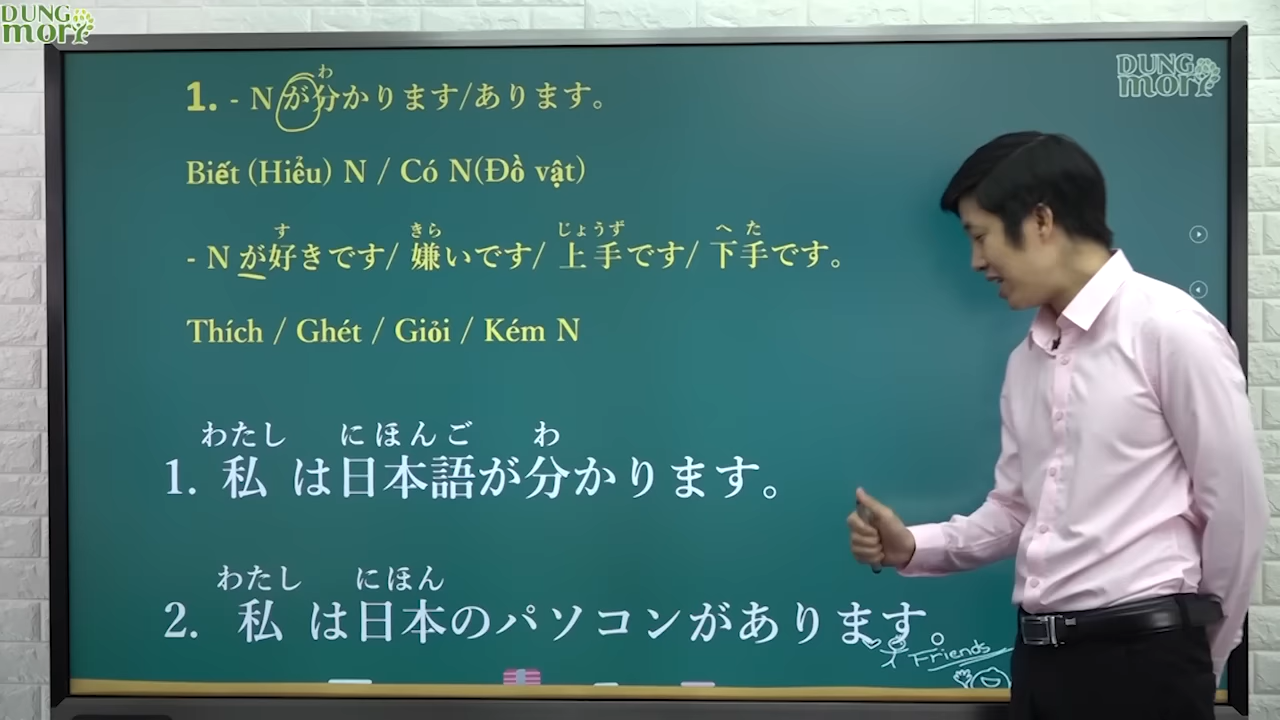 DUNG
mori
DUNG
mori
わ
1. - N が分かります/あります。
Biết (Hiểu) N / Có N(Đồ vật)
す きら じょうず へ た
- N が好きです/ 嫌いです/ 上手です/ 下手です。
Thích / Ghét / Giỏi / Kém N
わたし にほんご わ
1. 私 は日本語が分かります。
わたし にほん
2. 私 は日本のパソコンがあります。
Friends